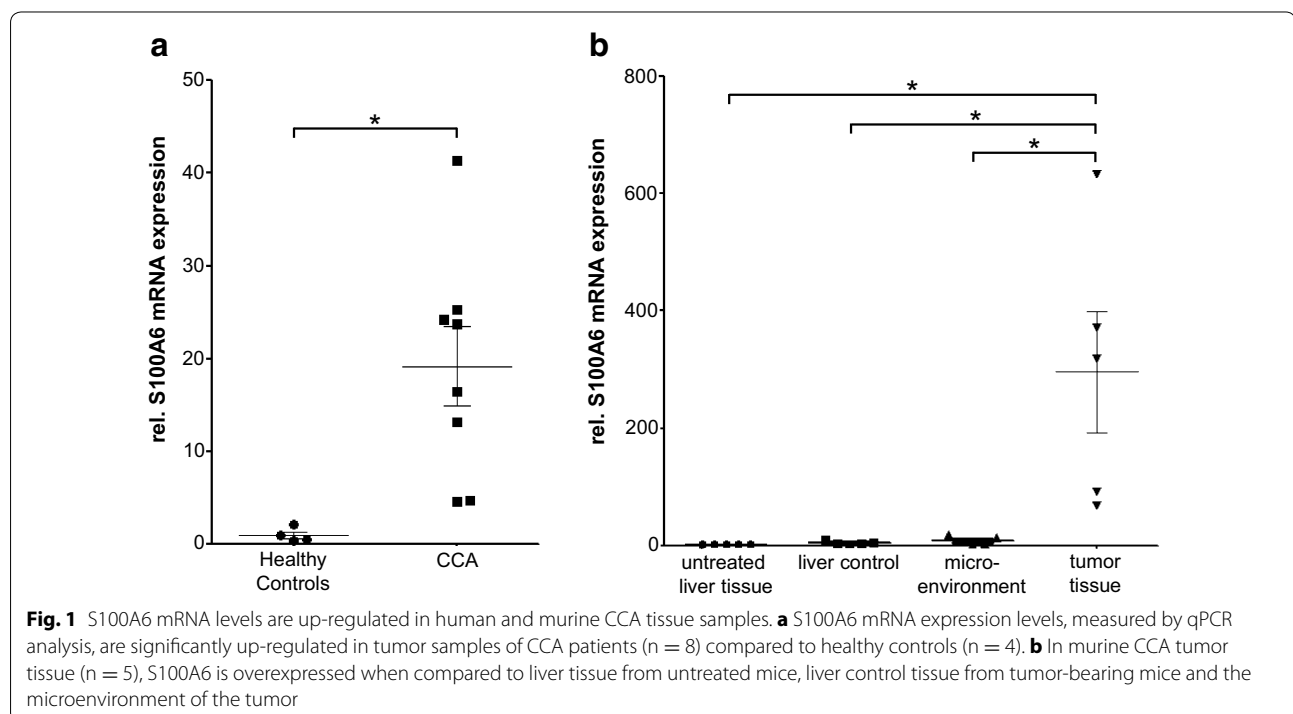 a
50
40
30
20
10
0
rel. S100A6 mRNA expression
*
Healthy
Controls
CCA
b
800
600
400
200
0
rel. S100A6 mRNA expression
*
*
*
untreated
liver tissue
liver control
micro-
environment
tumor
tissue
Fig. 1 S100A6 mRNA levels are up-regulated in human and murine CCA tissue samples. a S100A6 mRNA expression levels, measured by qPCR
analysis, are significantly up-regulated in tumor samples of CCA patients (n = 8) compared to healthy controls (n = 4). b In murine CCA tumor
tissue (n = 5), S100A6 is overexpressed when compared to liver tissue from untreated mice, liver control tissue from tumor-bearing mice and the
microenvironment of the tumor